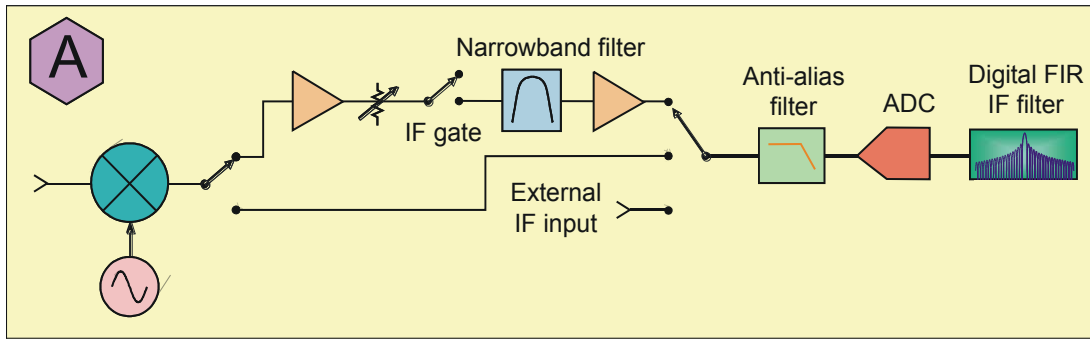 A
Narrowband filter
IF gate
External
IF input
Anti-alias
filter
ADC
Digital FIR
IF filter